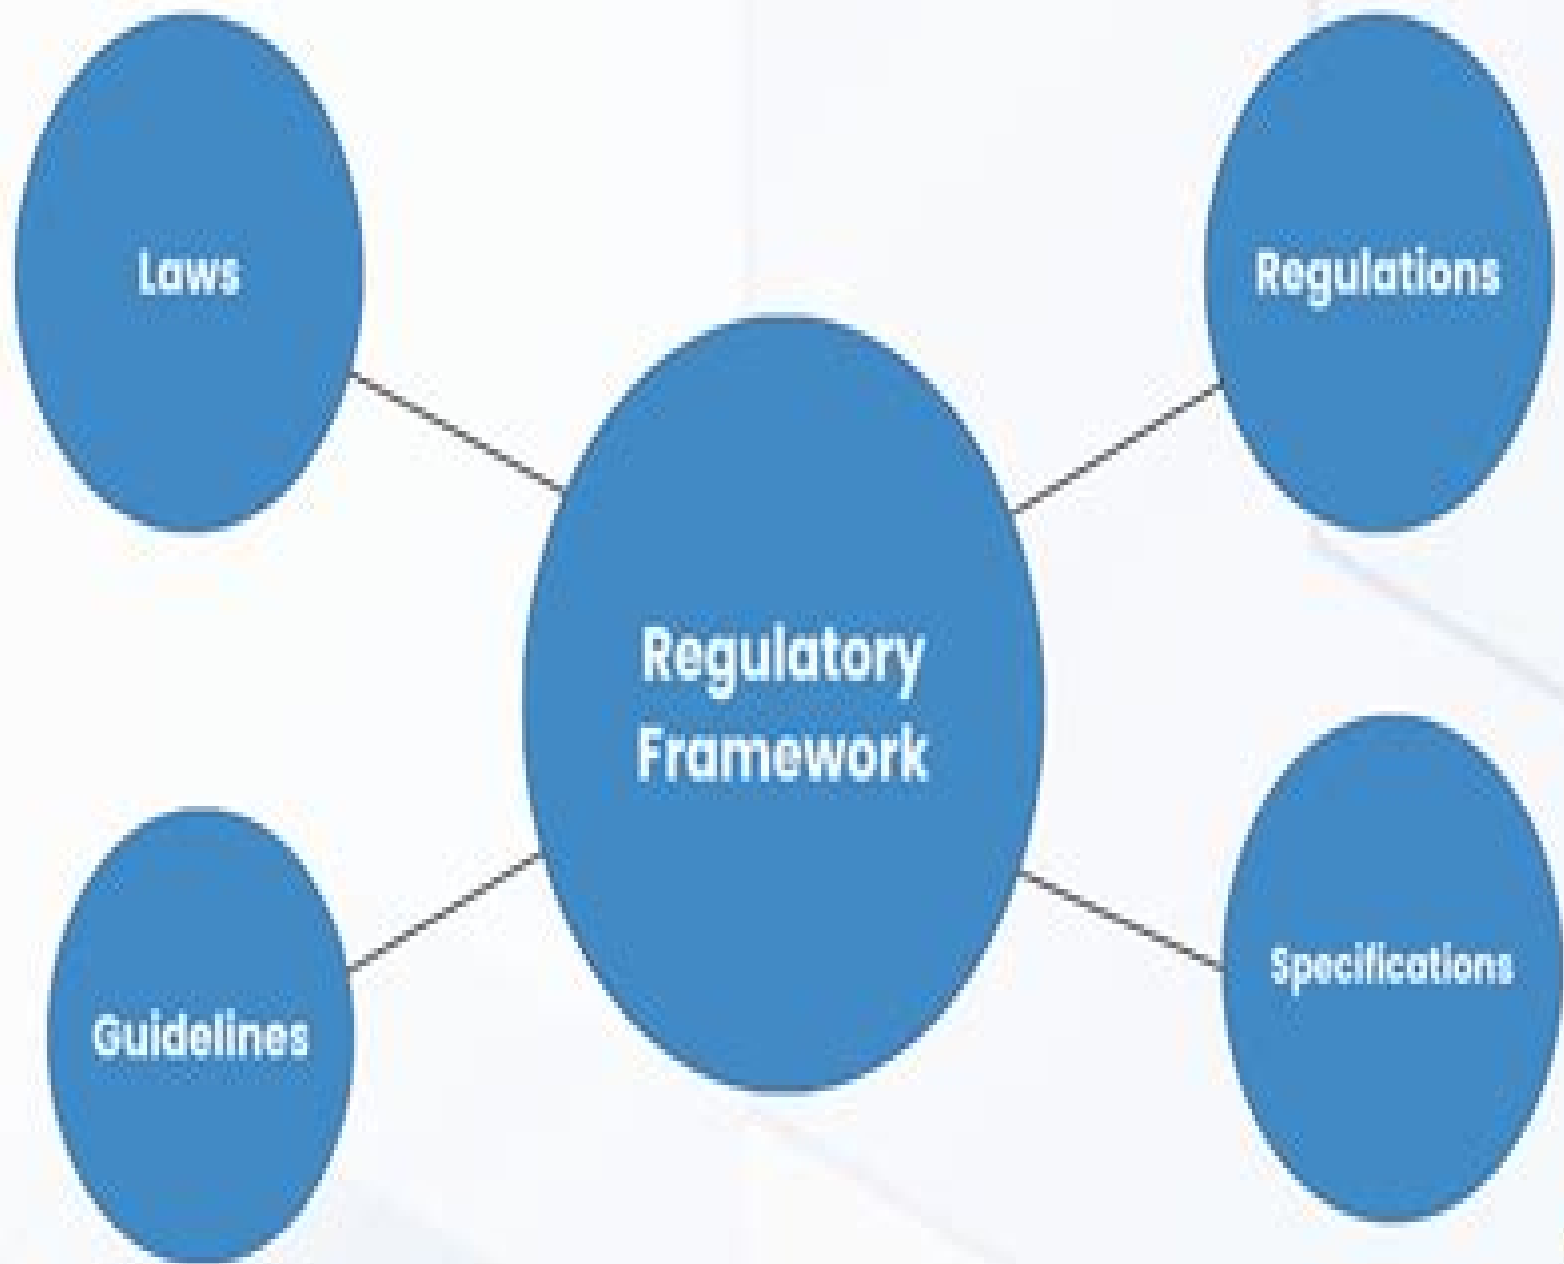 Laws
Regulations
Regulatory
Framework
Guidelines
Specifications